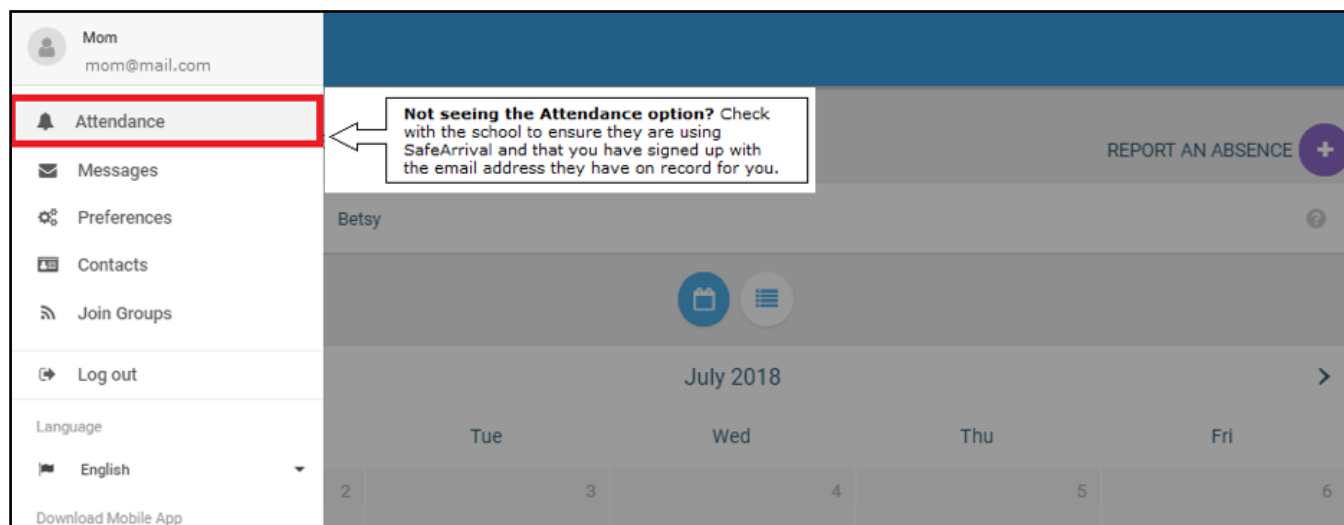 Mom
mom@mail.com
Attendance
Not seeing the Attendance option? Check
with the school to ensure they are using
SafeArrival and that you have signed up with
the email address they have on record for you.
REPORT AN ABSENCE +
Messages
Preferences
Betsy ?
Contacts
Join Groups
Log out
July 2018 >
Language
Tue Wed Thu Fri
English
2 3 4 5 6
Download Mobile App